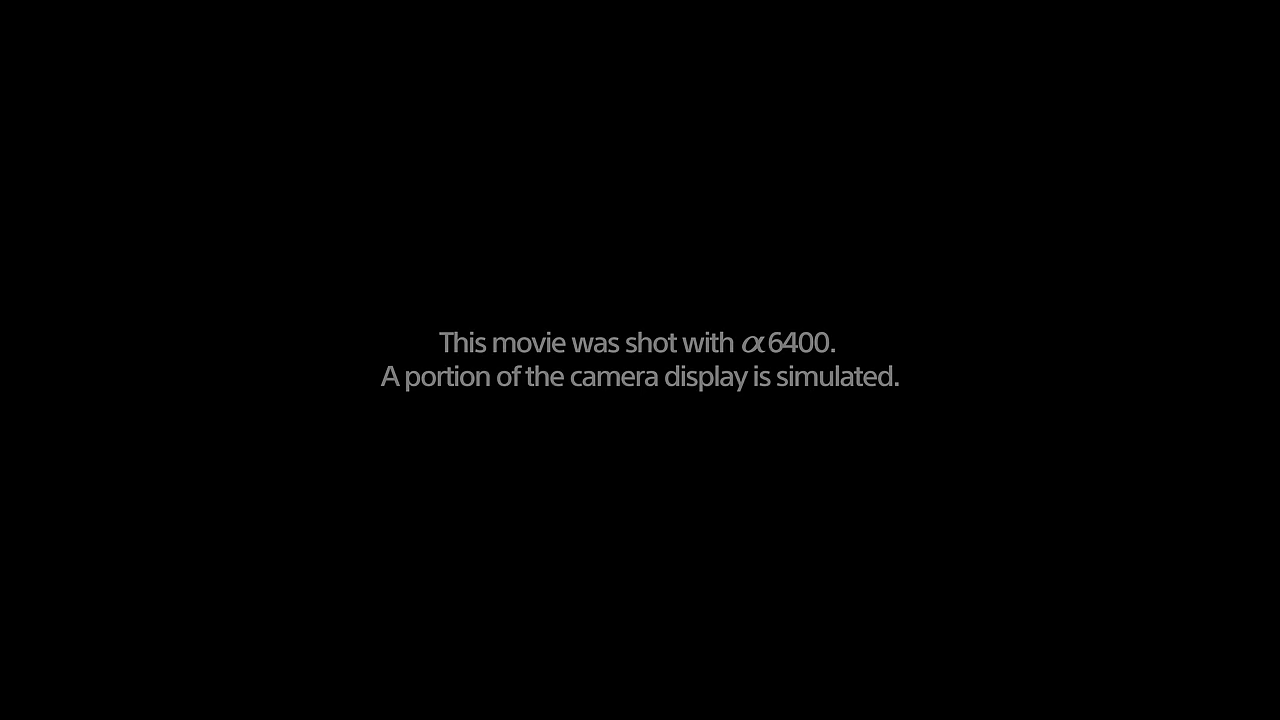 This movie was shot with α6400.
A portion of the camera display is simulated.